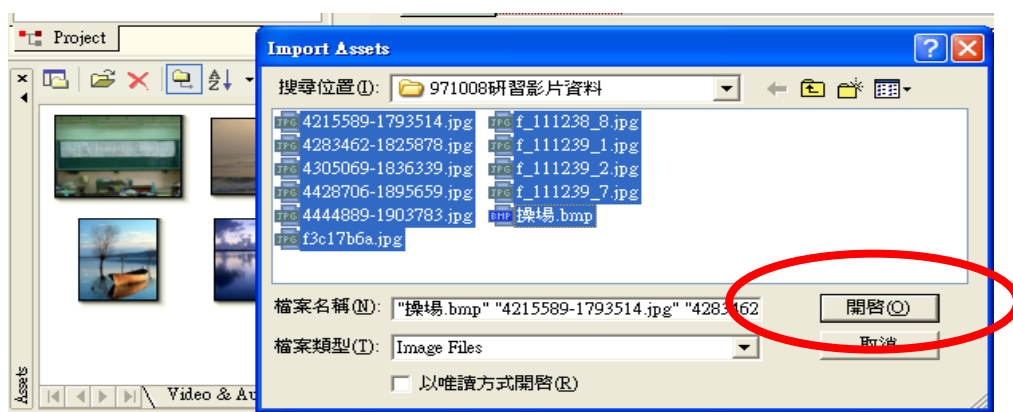 Project
Import Assets
搜尋位置(I):
971008研習影片資料
4215589-1793514.jpg
4283462-1825878.jpg
4305069-1836339.jpg
4428706-1895659.jpg
4444889-1903783.jpg
f3c17b6a.jpg
f_111238_8.jpg
f_111239_1.jpg
f_111239_2.jpg
f_111239_7.jpg
操場.bmp
檔案名稱(N): "操場.bmp" "4215589-1793514.jpg" "4283462
開啓(O)
檔案類型(T): Image Files
取消
以唯讀方式開啓(R)
Assets
Video & Au